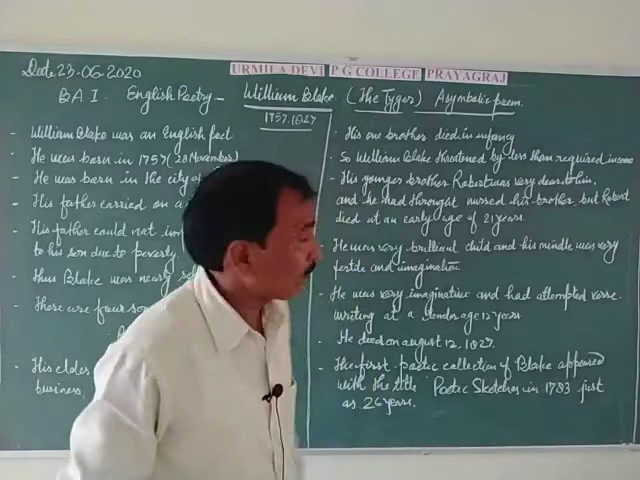 Date 23-06-2020
URMILA DEVI P G COLLEGE PRAYAGRAJ
B A I. English Poetry - William Blake. (The Tyger) A symbolic poem.
1757-1827
- William Blake was an English poet
- He was born in 1757 (28 November)
- He was born in the city of
- His father carried on a
- His father could not
to his son due to poverty
- Thus Blake was nearly
- There were four son
- His elder
business,
- His one brother died in infancy
- So William Blake threatened by less than required income
- His younger brother Robert was very dear to him,
and he had throught nursed his brother but Robert
died at an early age of 21 years.
- He was very brilliant child and his mindle was very
fertile and imagination
- He was very imaginative and had attempted verse
writing at a tender age 12 years
- He died on august 12, 1827.
- The first poetic collection of Blake appeared
with the title Poetic Sketches in 1783 just
as 26 years.